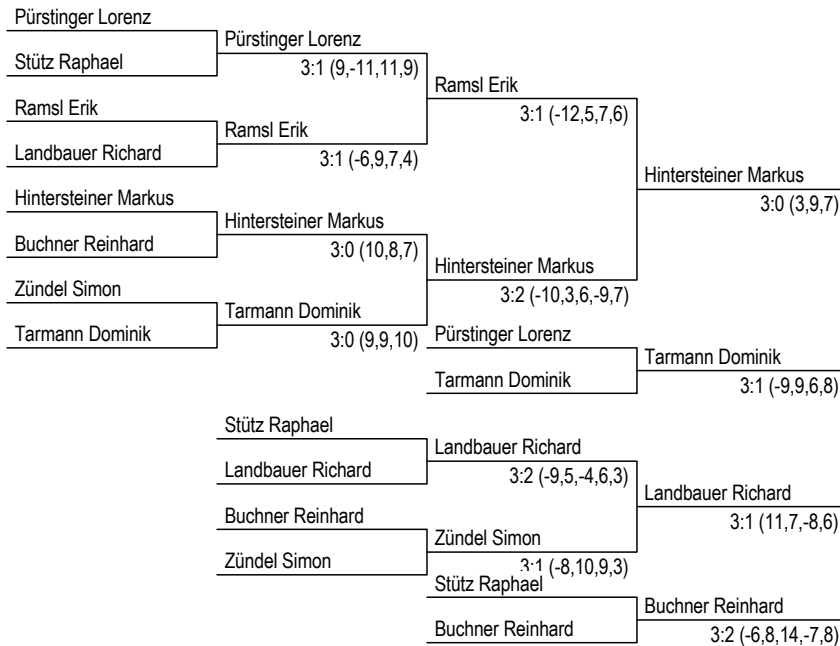 Pürstinger Lorenz
Pürstinger Lorenz
Stütz Raphael
3:1 (9,-11,11,9)
Ramsl Erik
Ramsl Erik
3:1 (-12,5,7,6)
Ramsl Erik
Landbauer Richard
3:1 (-6,9,7,4)
Hintersteiner Markus
3:0 (3,9,7)
Hintersteiner Markus
Hintersteiner Markus
Buchner Reinhard
3:0 (10,8,7)
Hintersteiner Markus
3:2 (-10,3,6,-9,7)
Zündel Simon
Tarmann Dominik
Tarmann Dominik
3:0 (9,9,10)
Pürstinger Lorenz
Tarmann Dominik
Tarmann Dominik
3:1 (-9,9,6,8)
Stütz Raphael
Landbauer Richard
Landbauer Richard
3:2 (-9,5,-4,6,3)
Landbauer Richard
3:1 (11,7,-8,6)
Buchner Reinhard
Zündel Simon
Zündel Simon
3:1 (-8,10,9,3)
Stütz Raphael
Buchner Reinhard
Buchner Reinhard
3:2 (-6,8,14,-7,8)